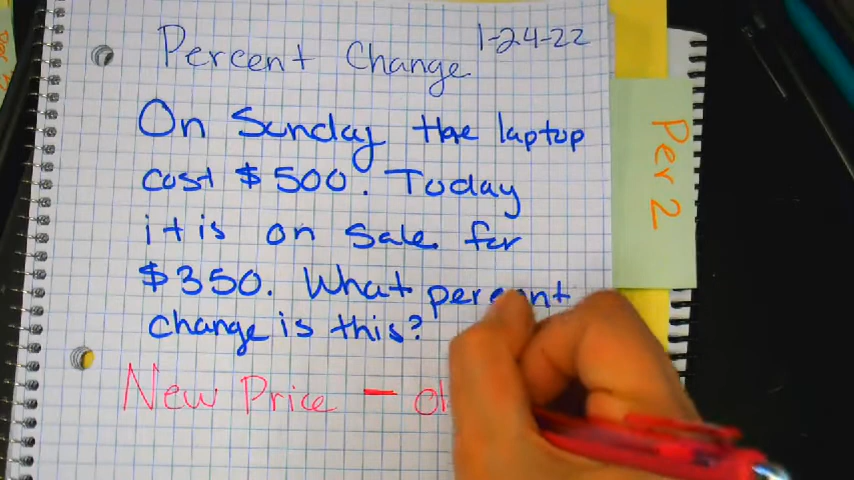 Percent Change 1-24-22
On Sunday the laptop
cost $500. Today
it is on sale for
$350. What percent
change is this?
New Price -
Per 2